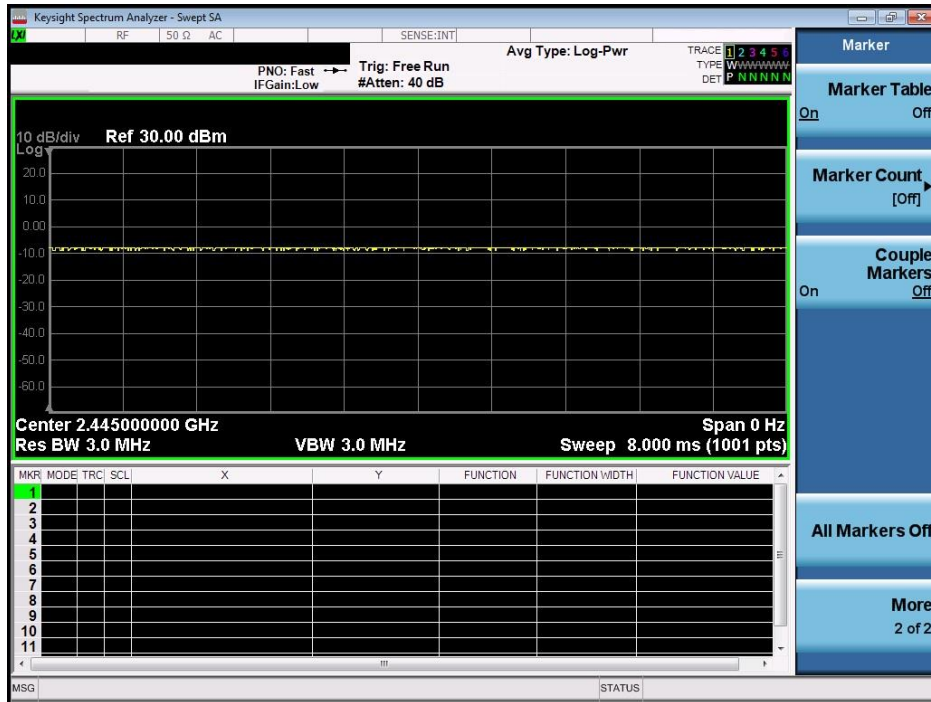 Keysight Spectrum Analyzer - Swept SA
LXI RF 50 Ω AC SENSE:INT
Marker
PNO: Fast
IFGain:Low
Trig: Free Run
#Atten: 40 dB
Avg Type: Log-Pwr
TRACE 1 2 3 4 5 6
TYPE WWWWWW
DET P N N N N N
10 dB/div Ref 30.00 dBm
Log
20.0
10.0
0.00
-10.0
-20.0
-30.0
-40.0
-50.0
-60.0
Center 2.445000000 GHz Span 0 Hz
Res BW 3.0 MHz VBW 3.0 MHz Sweep 8.000 ms (1001 pts)
MKR MODE TRC SCL X Y FUNCTION FUNCTION WIDTH FUNCTION VALUE
1
2
3
4
5
6
7
8
9
10
11
MSG STATUS
Marker Table
On Off
Marker Count
[Off]
Couple
Markers
On Off
All Markers Off
More
2 of 2